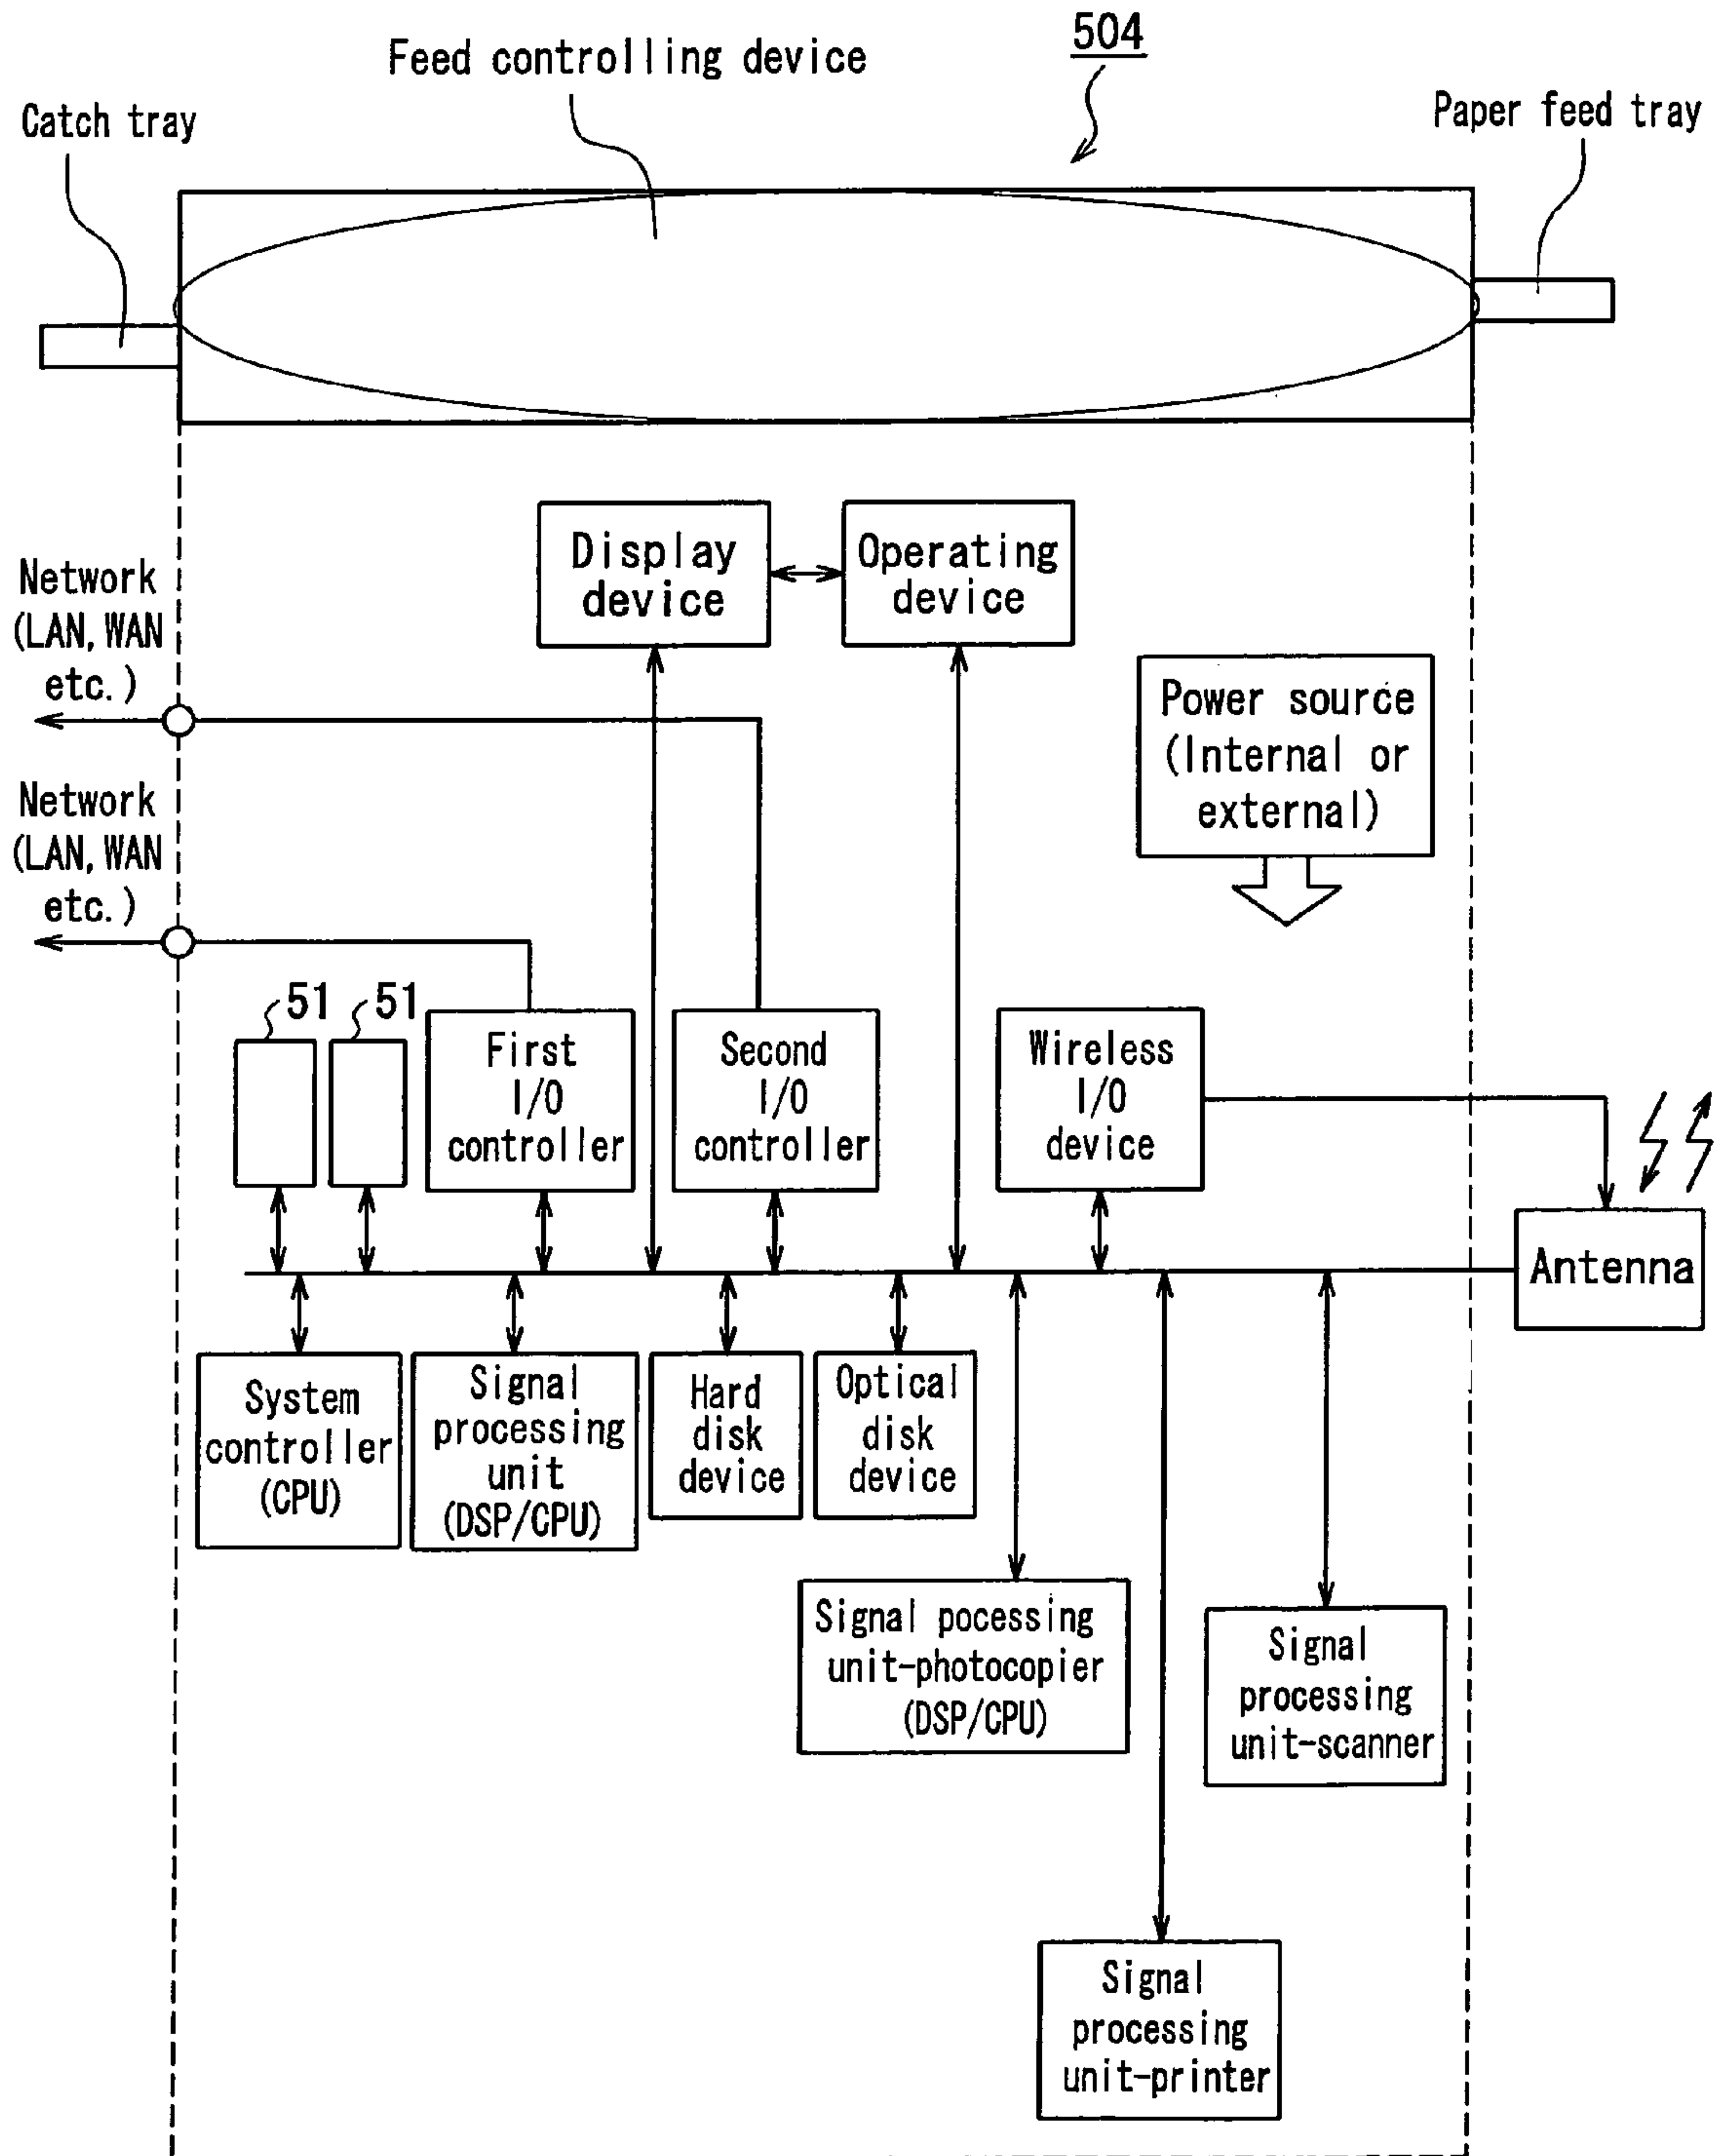 504
Feed controlling device
Catch tray
Paper feed tray
Display
device
Operating
device
Network
(LAN, WAN
etc.)
Power source
(Internal or
external)
Network
(LAN, WAN
etc.)
51
51
First
I/O
controller
Second
I/O
controller
Wireless
I/O
device
Antenna
System
controller
(CPU)
Signal
processing
unit
(DSP/CPU)
Hard
disk
device
Optical
disk
device
Signal pocessing
unit-photocopier
(DSP/CPU)
Signal
processing
unit-scanner
Signal
processing
unit-printer